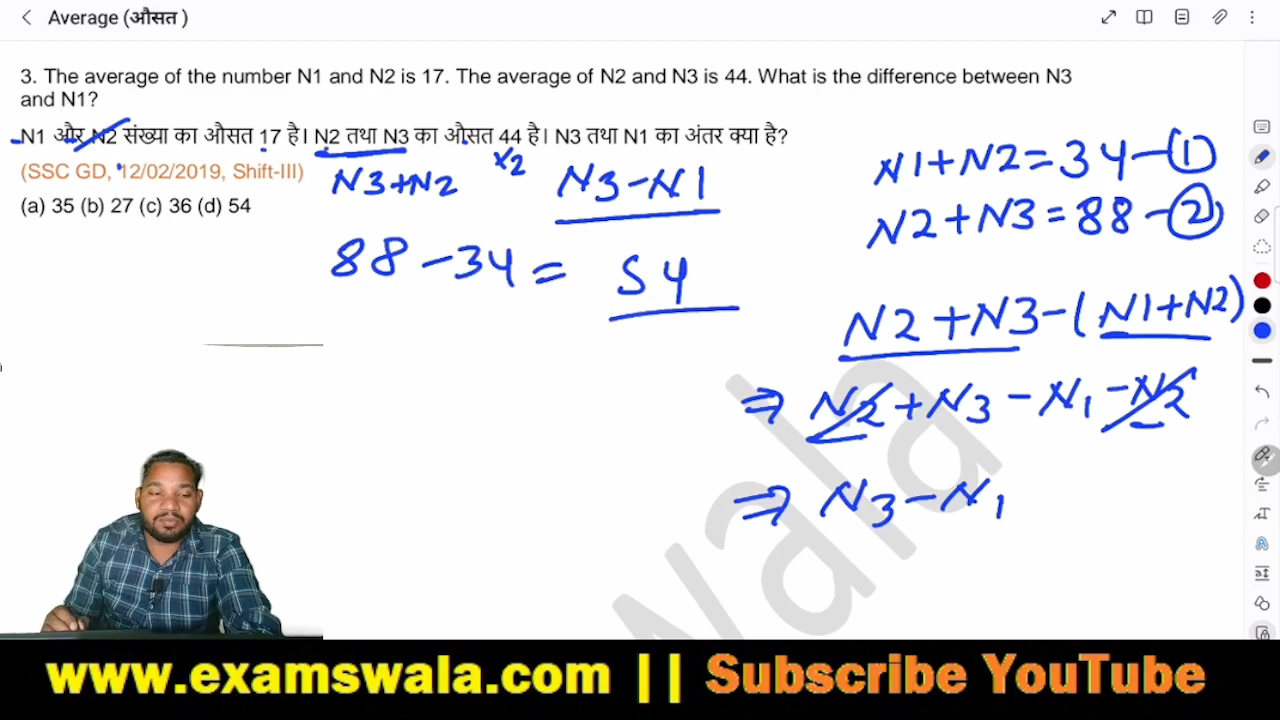 Average (औसत )
3. The average of the number N1 and N2 is 17. The average of N2 and N3 is 44. What is the difference between N3
and N1?
N1 और N2 संख्या का औसत 17 है। N2 तथा N3 का औसत 44 है। N3 तथा N1 का अंतर क्या है?
(SSC GD, 12/02/2019, Shift-III)
(a) 35 (b) 27 (c) 36 (d) 54
N3+N2
x2
N3-N1
88-34= 54
N1+N2=34-1
N2+N3=88-2
N2+N3-(N1+N2)
⇒ N2+N3-N1-N2
⇒ N3-N1
wala
www.examswala.com || Subscribe YouTube